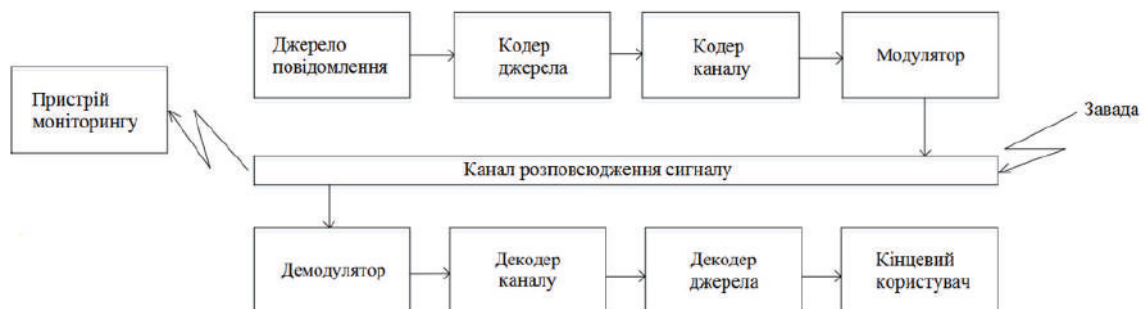 Джерело
повідомлення
Кодер
джерела
Кодер
каналу
Модулятор
Пристрій
моніторингу
Завада
Канал розповсюдження сигналу
Демодулятор
Декодер
каналу
Декодер
джерела
Кінцевий
користувач